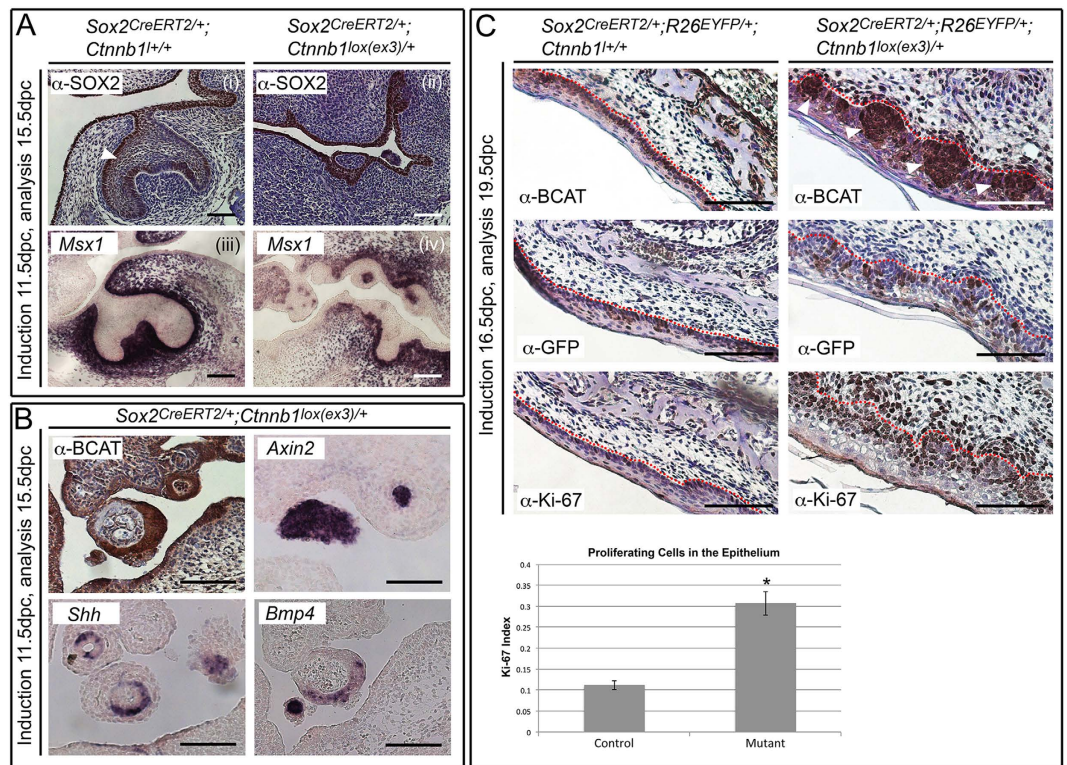 A
Sox2CreERT2/+;
Ctnnb1l+/+
Sox2CreERT2/+;
Ctnnb1lox(ex3)/+
Induction 11.5dpc, analysis 15.5dpc
α-SOX2
(i)
α-SOX2
(ii)
Msx1
(iii)
Msx1
(iv)
B
Sox2CreERT2/+;Ctnnb1lox(ex3)/+
Induction 11.5dpc, analysis 15.5dpc
α-BCAT
Axin2
Shh
Bmp4
C
Sox2CreERT2/+;R26EYFP/+;
Ctnnb1l+/+
Sox2CreERT2/+;R26EYFP/+;
Ctnnb1lox(ex3)/+
Induction 16.5dpc, analysis 19.5dpc
α-BCAT
α-BCAT
α-GFP
α-GFP
α-Ki-67
α-Ki-67
Proliferating Cells in the Epithelium
Ki-67 Index
0.4
0.35
0.3
0.25
0.2
0.15
0.1
0.05
0
*
Control
Mutant